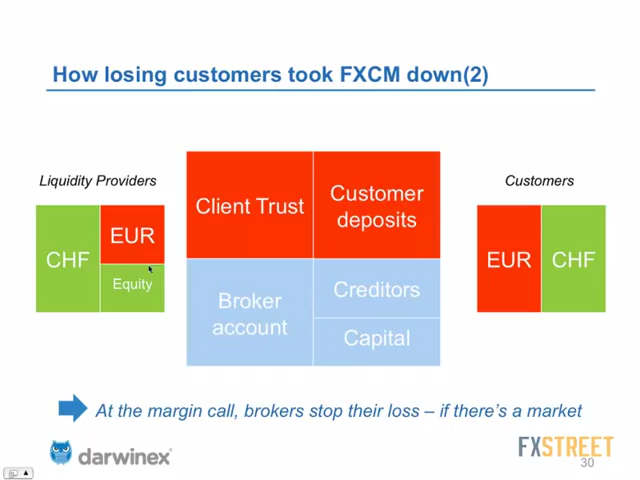 How losing customers took FXCM down(2)
Liquidity Providers
Customers
CHF
EUR
Equity
Client Trust
Customer
deposits
Broker
account
Creditors
Capital
EUR
CHF
At the margin call, brokers stop their loss – if there's a market
darwinex
FXSTREET
30